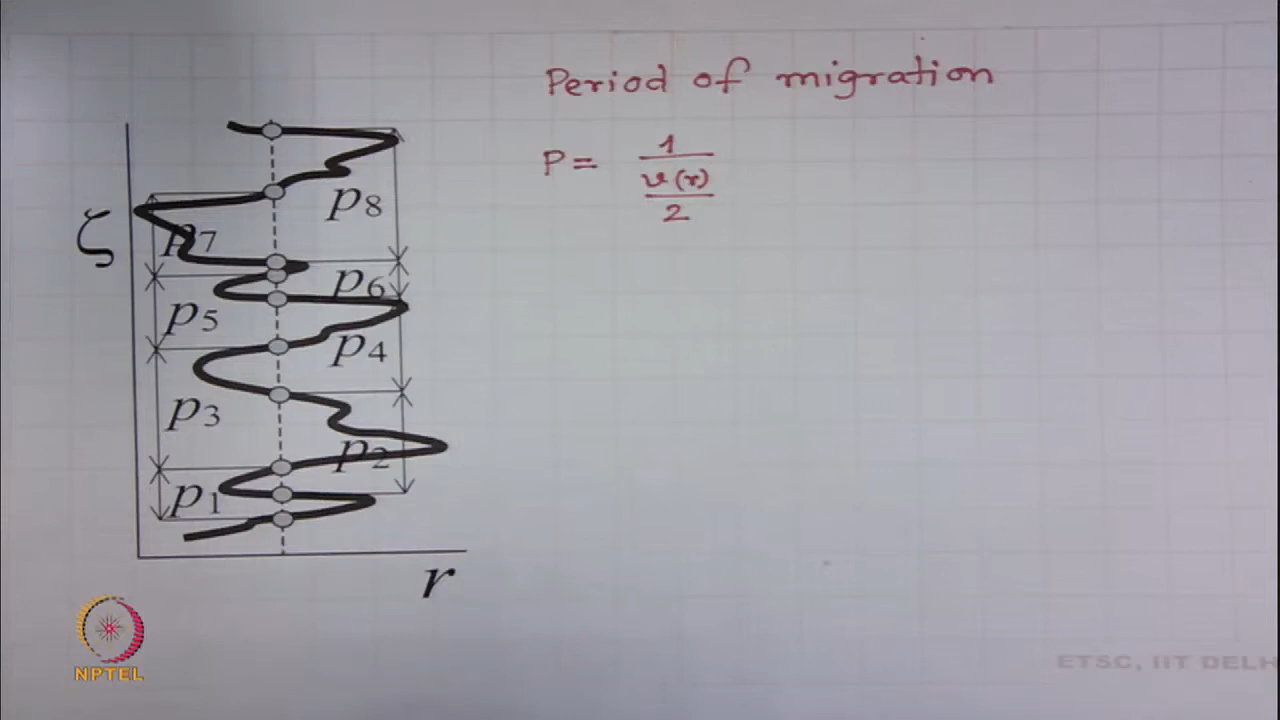 Period of migration
P = 1 / (v(r) / 2)
p8
ζ
p7
p6
p5
p4
p3
p2
p1
r
NPTEL
ETSC, IIT DELH